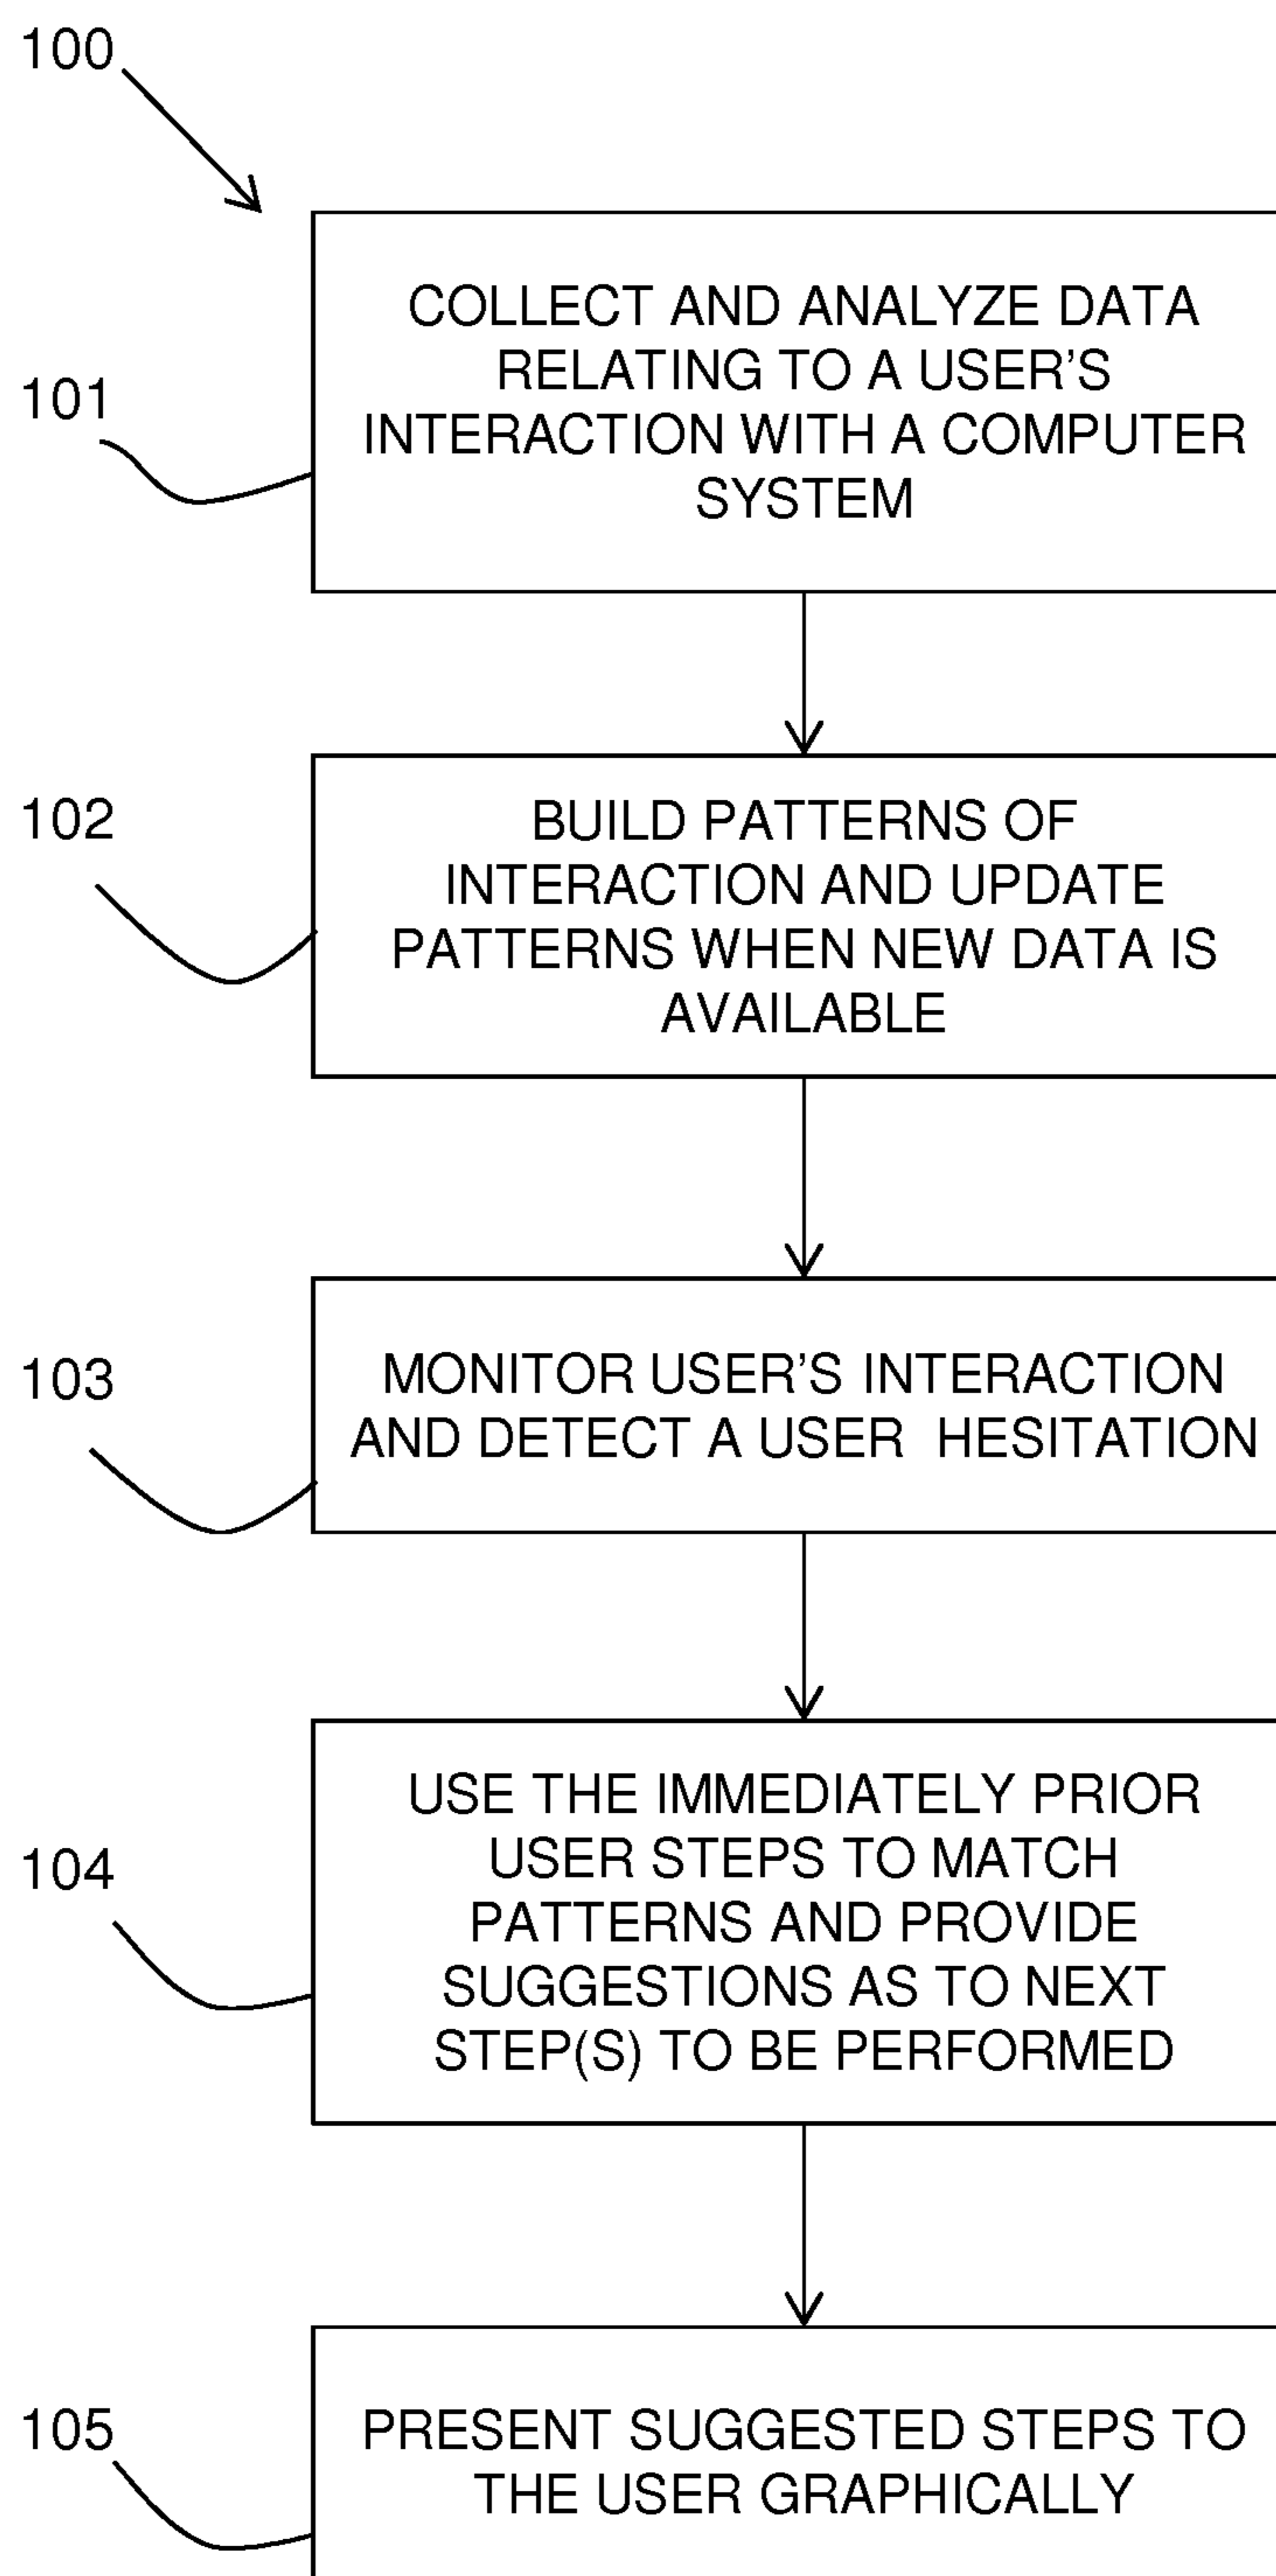 100
101
COLLECT AND ANALYZE DATA
RELATING TO A USER'S
INTERACTION WITH A COMPUTER
SYSTEM
102
BUILD PATTERNS OF
INTERACTION AND UPDATE
PATTERNS WHEN NEW DATA IS
AVAILABLE
103
MONITOR USER'S INTERACTION
AND DETECT A USER HESITATION
104
USE THE IMMEDIATELY PRIOR
USER STEPS TO MATCH
PATTERNS AND PROVIDE
SUGGESTIONS AS TO NEXT
STEP(S) TO BE PERFORMED
105
PRESENT SUGGESTED STEPS TO
THE USER GRAPHICALLY